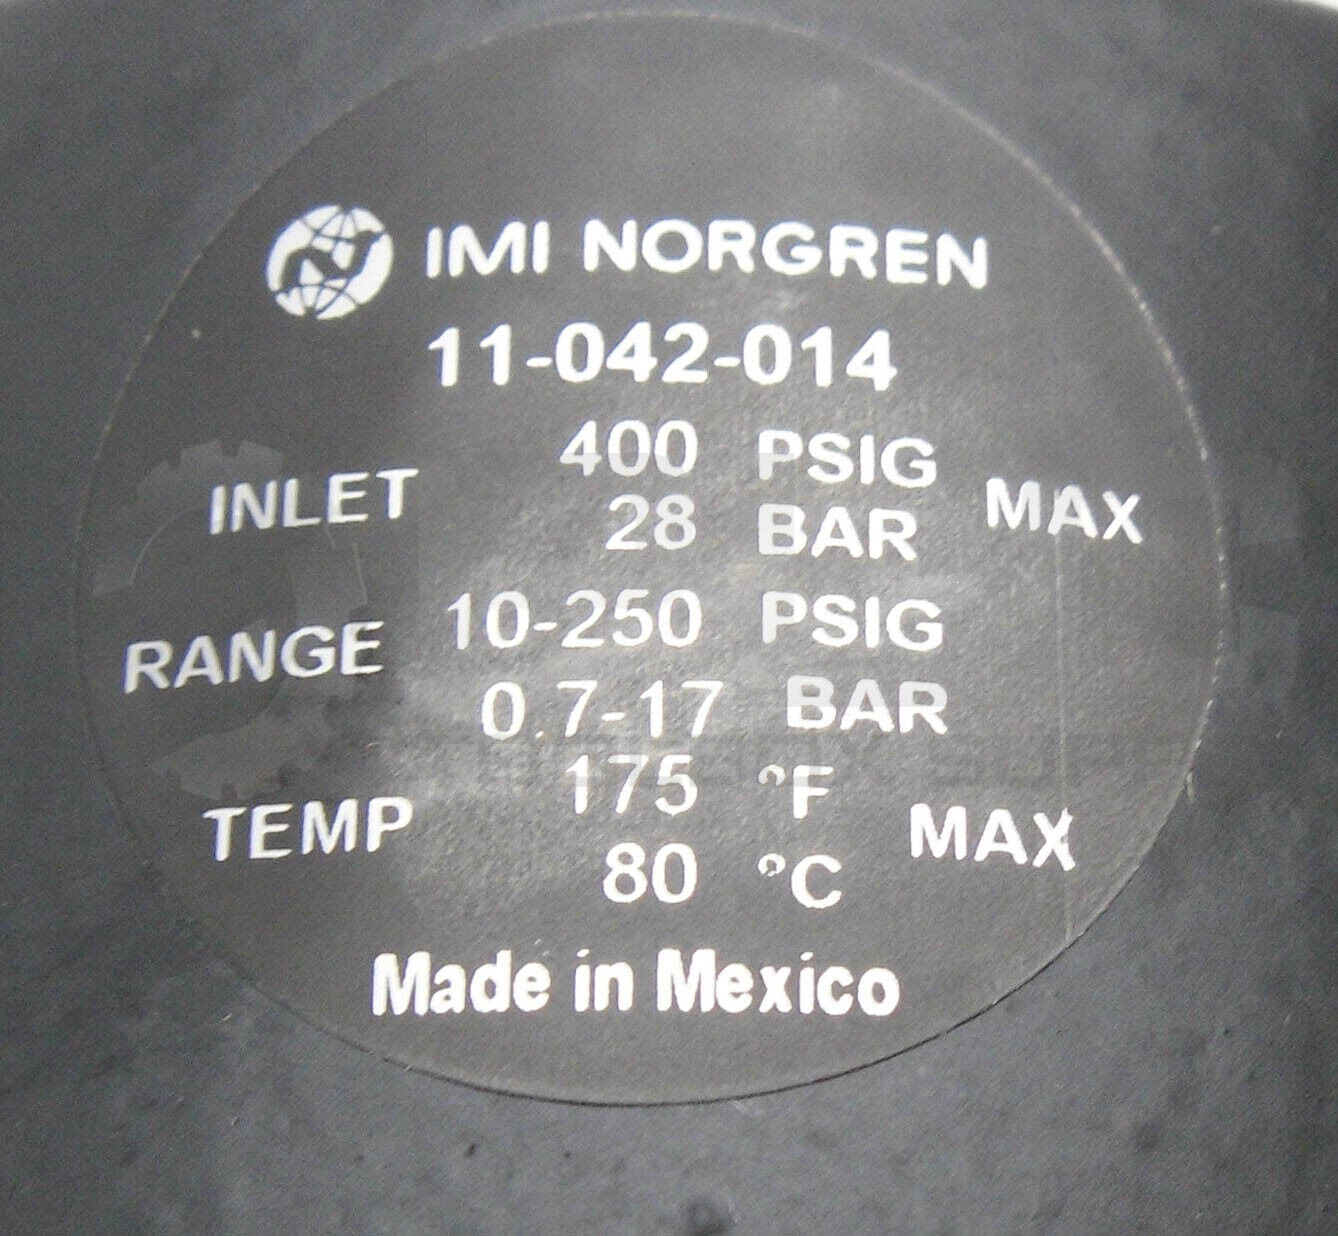 IMI NORGREN
11-042-014
INLET 400 PSIG MAX
28 BAR
RANGE 10-250 PSIG
0.7-17 BAR
TEMP 175 °F MAX
80 °C
Made in Mexico